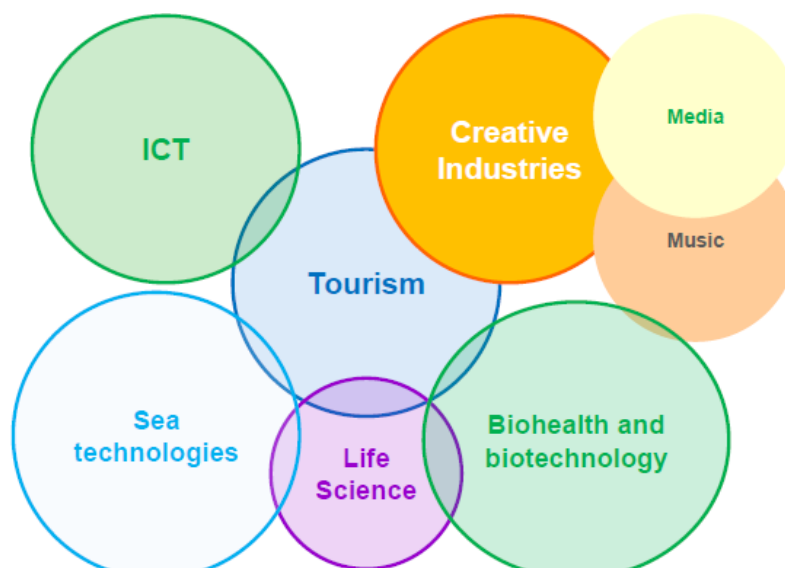 ICT
Creative
Industries
Media
Music
Tourism
Sea
technologies
Life
Science
Biohealth and
biotechnology